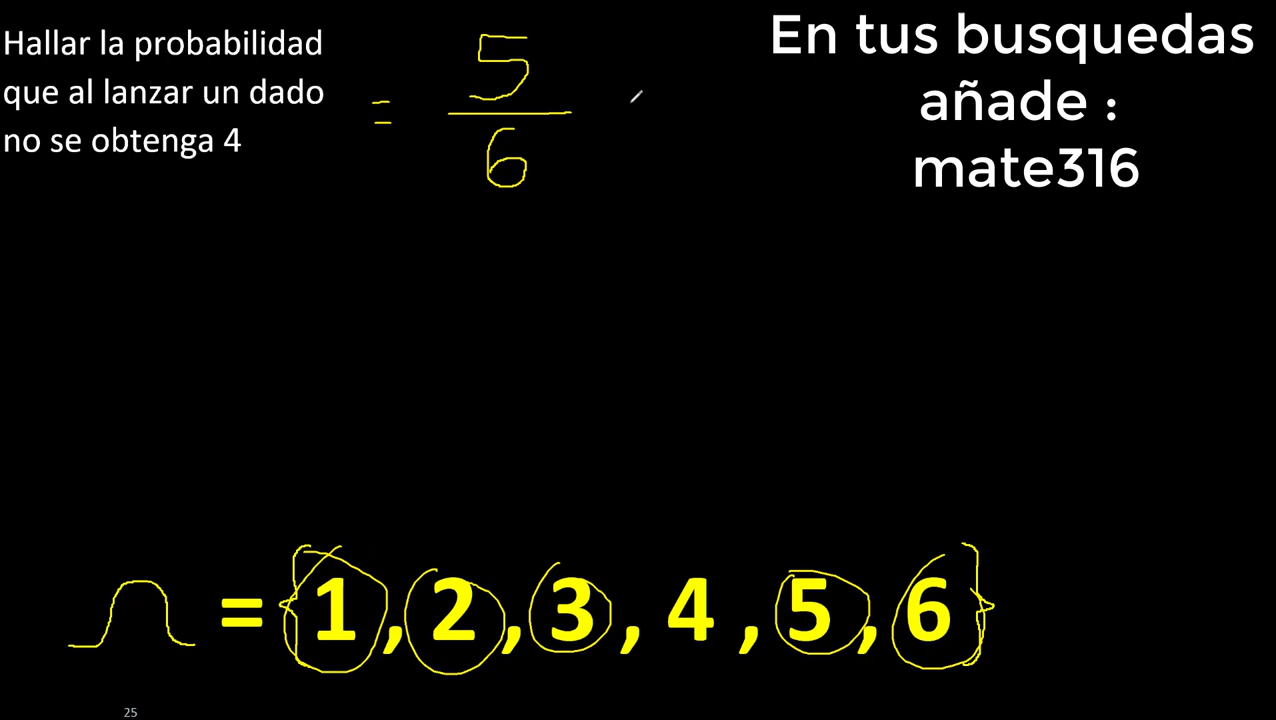 Hallar la probabilidad
que al lanzar un dado
no se obtenga 4
= 5/6
En tus busquedas
añade :
mate316
Ω = {1, 2, 3, 4, 5, 6}
25